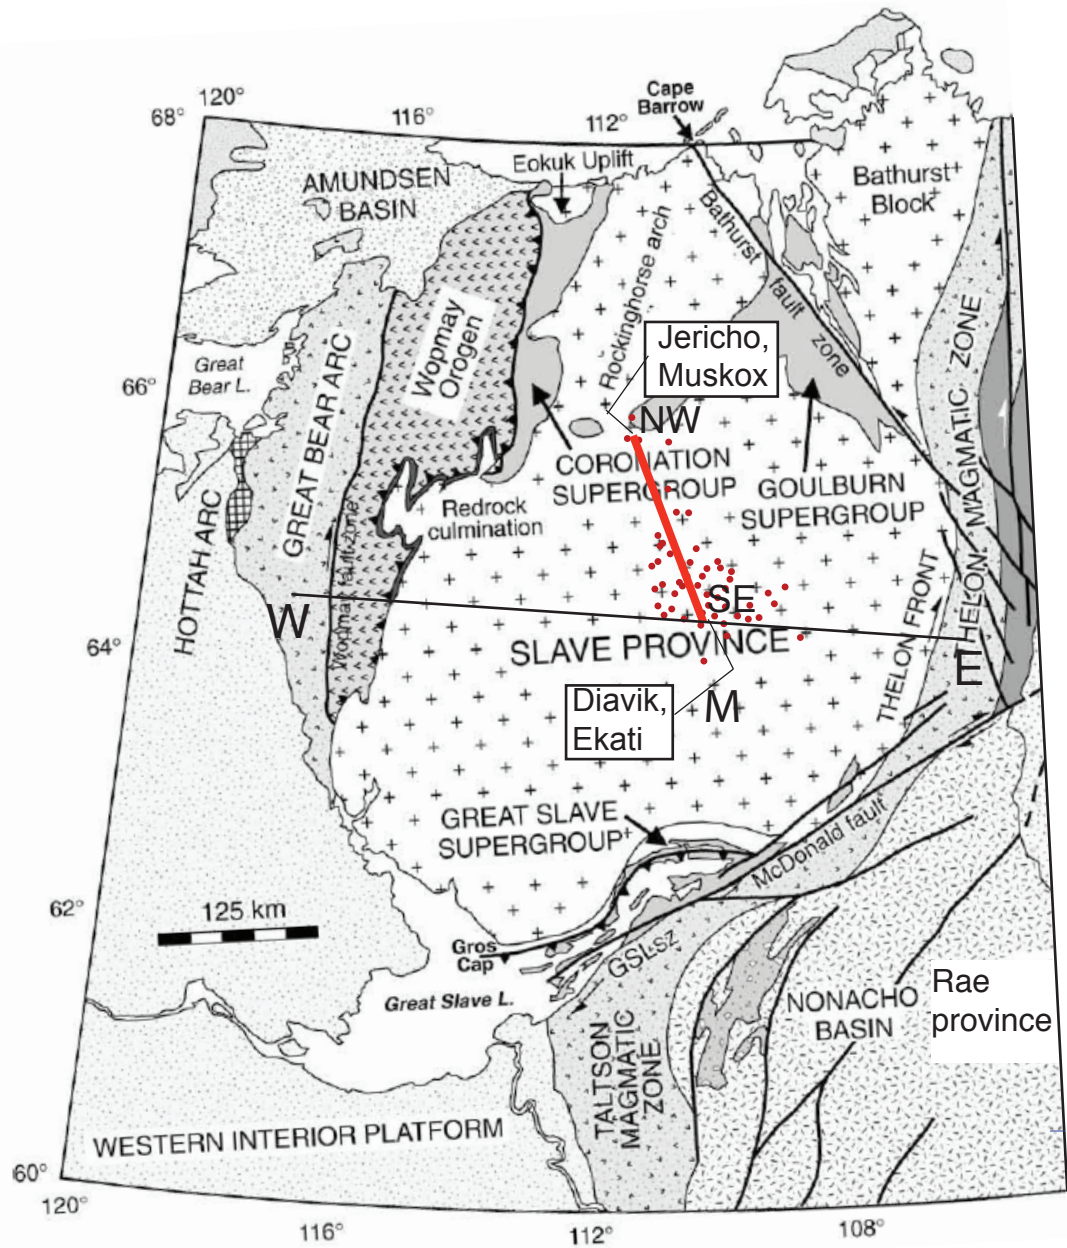 120°
68°
116°
112°
Cape
Barrow
Eokuk Uplift
AMUNDSEN
BASIN
Bathurst
Block
Bathurst
fault
zone
Rockinghorse arch
Wopmay
Orogen
THELON MAGMATIC ZONE
Jericho,
Muskox
Great
Bear L.
66°
GREAT BEAR ARC
NW
CORONATION
SUPERGROUP
GOULBURN
SUPERGROUP
Redrock
culmination
HOTTAH ARC
Wopmay fault zone
THELON FRONT
W
SE
64°
SLAVE PROVINCE
E
Diavik,
Ekati
M
GREAT SLAVE
SUPERGROUP
McDonald fault
62°
125 km
Gros
Cap
GSLsz
Great Slave L.
Rae
province
NONACHO
BASIN
TALTSON
MAGMATIC
ZONE
WESTERN INTERIOR PLATFORM
60°
120°
116°
112°
108°